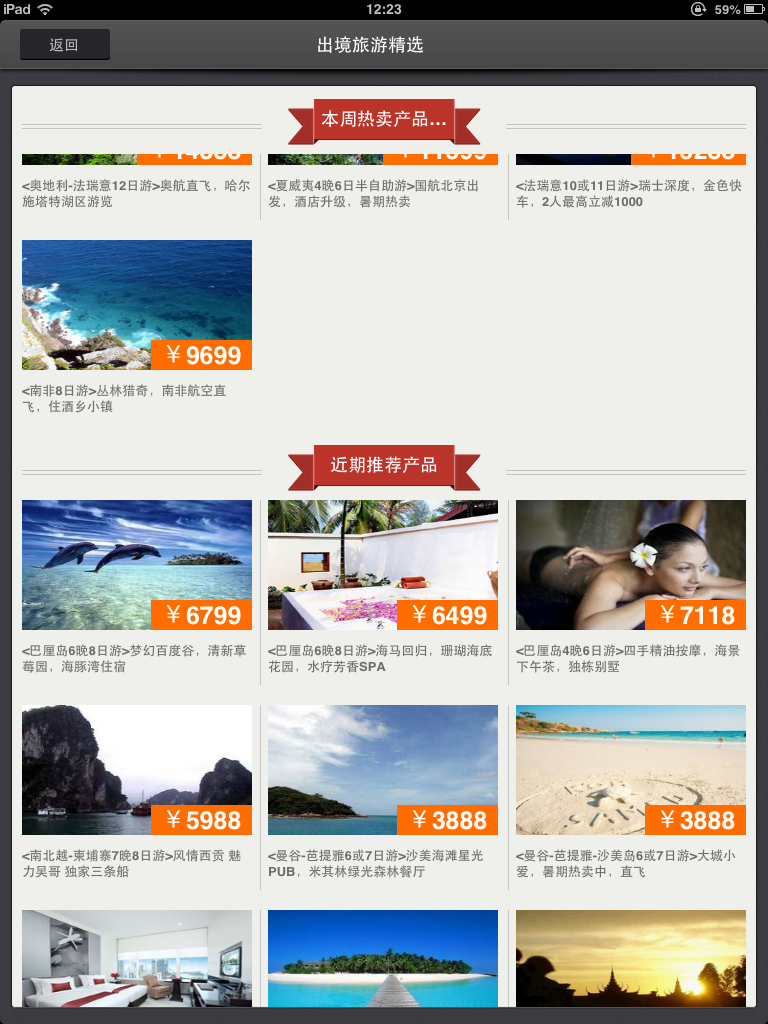 iPad
12:23
59%
返回
出境旅游精选
本周热卖产品...
<奥地利-法瑞意12日游>奥航直飞，哈尔
施塔特湖区游览
<夏威夷4晚6日半自助游>国航北京出
发，酒店升级，暑期热卖
<法瑞意10或11日游>瑞士深度，金色快
车，2人最高立减1000
￥9699
<南非8日游>丛林猎奇，南非航空直
飞，住酒乡小镇
近期推荐产品
￥6799
￥6499
￥7118
<巴厘岛6晚8日游>梦幻百度谷，清新草
莓园，海豚湾住宿
<巴厘岛6晚8日游>海马回归，珊瑚海底
花园，水疗芳香SPA
<巴厘岛4晚6日游>四手精油按摩，海景
下午茶，独栋别墅
￥5988
￥3888
￥3888
<南北越-柬埔寨7晚8日游>风情西贡 魅
力吴哥 独家三条船
<曼谷-芭提雅6或7日游>沙美海滩星光
PUB，米其林绿光森林餐厅
<曼谷-芭提雅-沙美岛6或7日游>大城小
爱，暑期热卖中，直飞